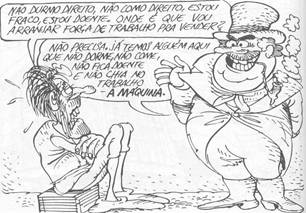 NÃO DURMO DIREITO, NÃO COMO DIREITO, ESTOU
FRACO, ESTOU DOENTE. ONDE É QUE VOU
ARRANJAR FORÇA DE TRABALHO PRA VENDER?
NÃO PRECISA. JÁ TEMOS ALGUÉM AQUI
QUE NÃO DORME, NÃO COME,
NÃO FICA DOENTE
E NÃO CHIA NO
TRABALHO
- A MÁQUINA.